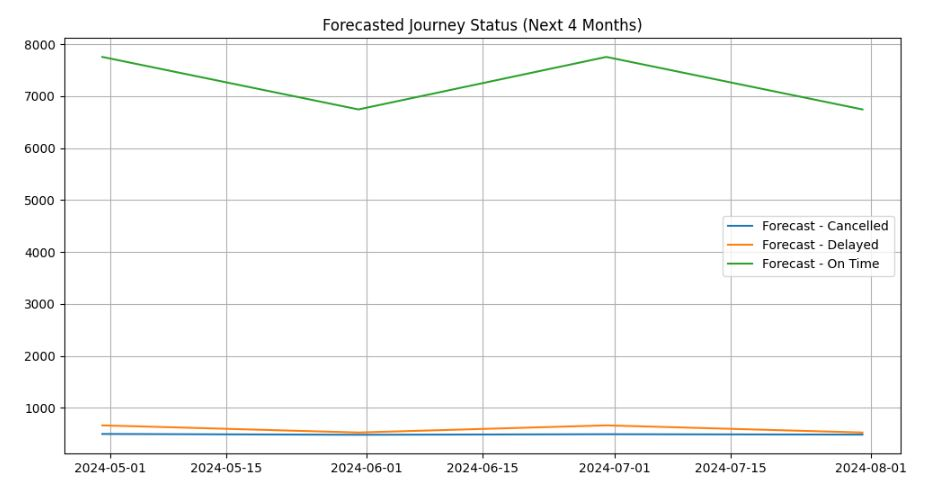 Forecasted Journey Status (Next 4 Months)
8000
7000
6000
5000
4000
3000
2000
1000
Forecast - Cancelled
Forecast - Delayed
Forecast - On Time
2024-05-01 2024-05-15 2024-06-01 2024-06-15 2024-07-01 2024-07-15 2024-08-01